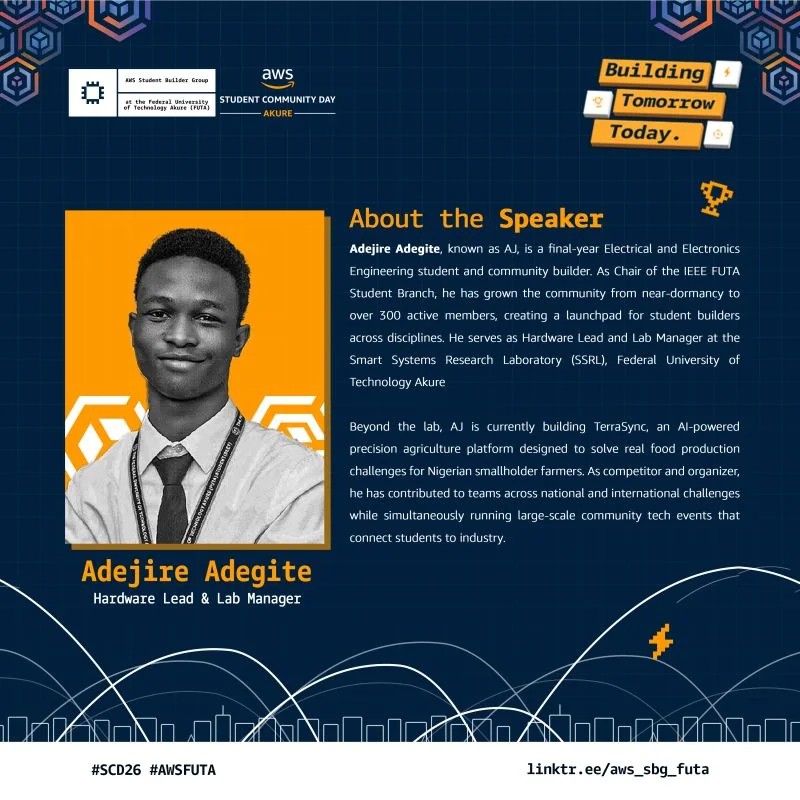 AWS Student Builder Group
at the Federal University
of Technology Akure (FUTA)
aws
STUDENT COMMUNITY DAY
AKURE
Building
Tomorrow
Today.
About the Speaker
Adejire Adegite, known as AJ, is a final-year Electrical and Electronics
Engineering student and community builder. As Chair of the IEEE FUTA
Student Branch, he has grown the community from near-dormancy to
over 300 active members, creating a launchpad for student builders
across disciplines. He serves as Hardware Lead and Lab Manager at the
Smart Systems Research Laboratory (SSRL), Federal University of
Technology Akure
Beyond the lab, AJ is currently building TerraSync, an AI-powered
precision agriculture platform designed to solve real food production
challenges for Nigerian smallholder farmers. As competitor and organizer,
he has contributed to teams across national and international challenges
while simultaneously running large-scale community tech events that
connect students to industry.
Adejire Adegite
Hardware Lead & Lab Manager
#SCD26 #AWSFUTA
linktr.ee/aws_sbg_futa